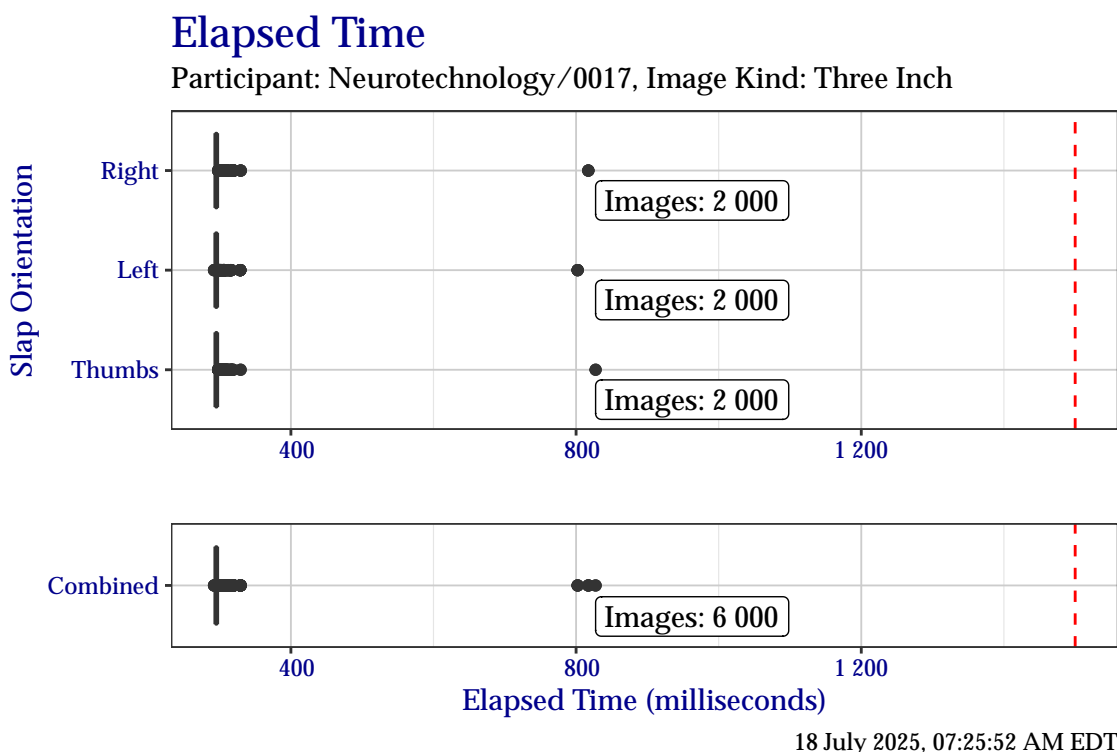 Elapsed Time
Participant: Neurotechnology/0017, Image Kind: Three Inch
Slap Orientation
Right
Images: 2 000
Left
Images: 2 000
Thumbs
Images: 2 000
400 800 1 200
Combined
Images: 6 000
400 800 1 200
Elapsed Time (milliseconds)
18 July 2025, 07:25:52 AM EDT